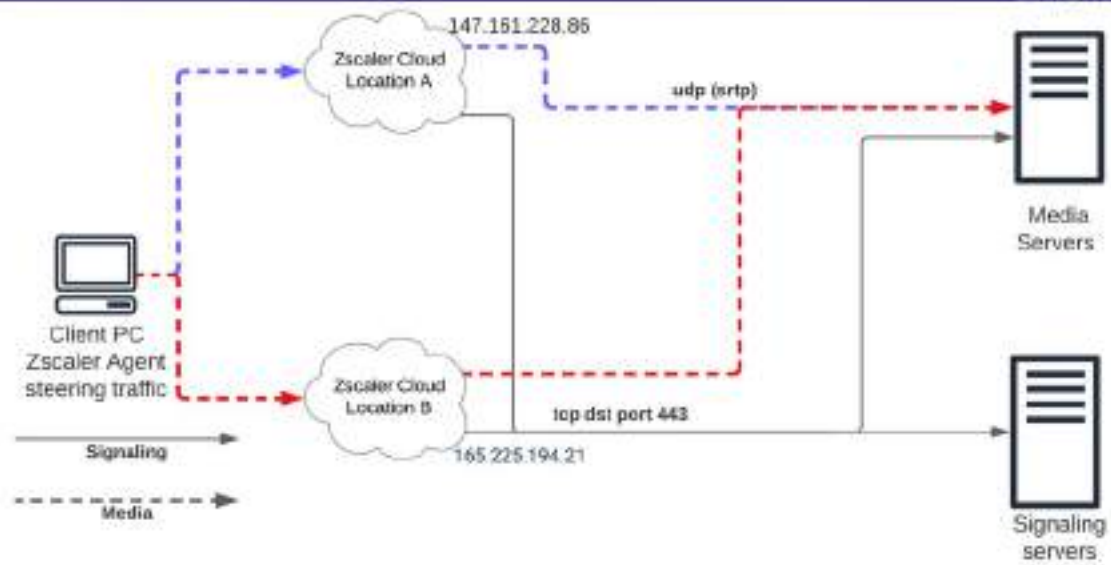 147.161.228.86
Zscaler Cloud
Location A
udp (srtp)
Media
Servers
Client PC
Zscaler Agent
steering traffic
Zscaler Cloud
Location B
tcp dst port 443
Signaling
165.225.194.21
Media
Signaling
servers